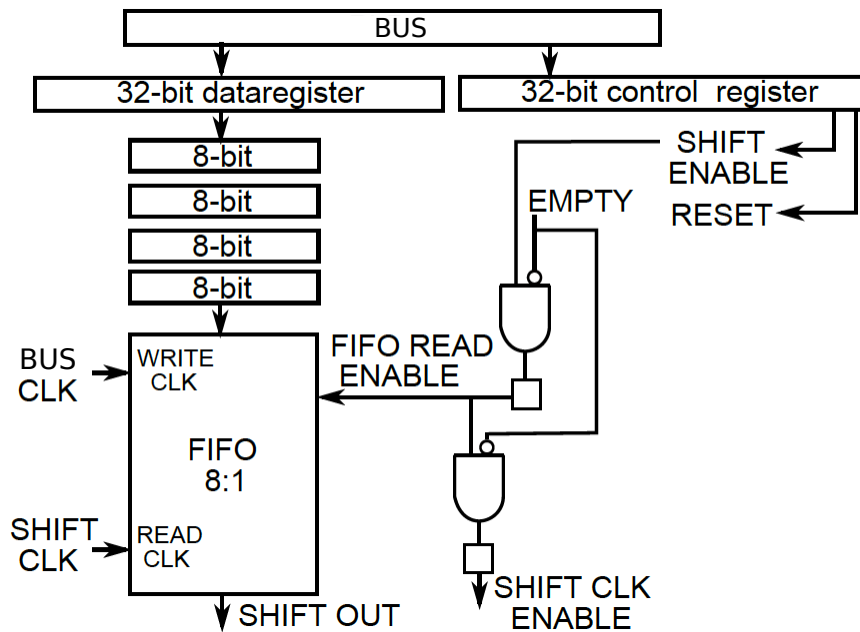 BUS
32-bit dataregister
32-bit control register
8-bit
8-bit
8-bit
8-bit
SHIFT
ENABLE
RESET
EMPTY
FIFO READ
ENABLE
BUS
CLK
WRITE
CLK
FIFO
8:1
SHIFT
CLK
READ
CLK
SHIFT OUT
SHIFT CLK
ENABLE